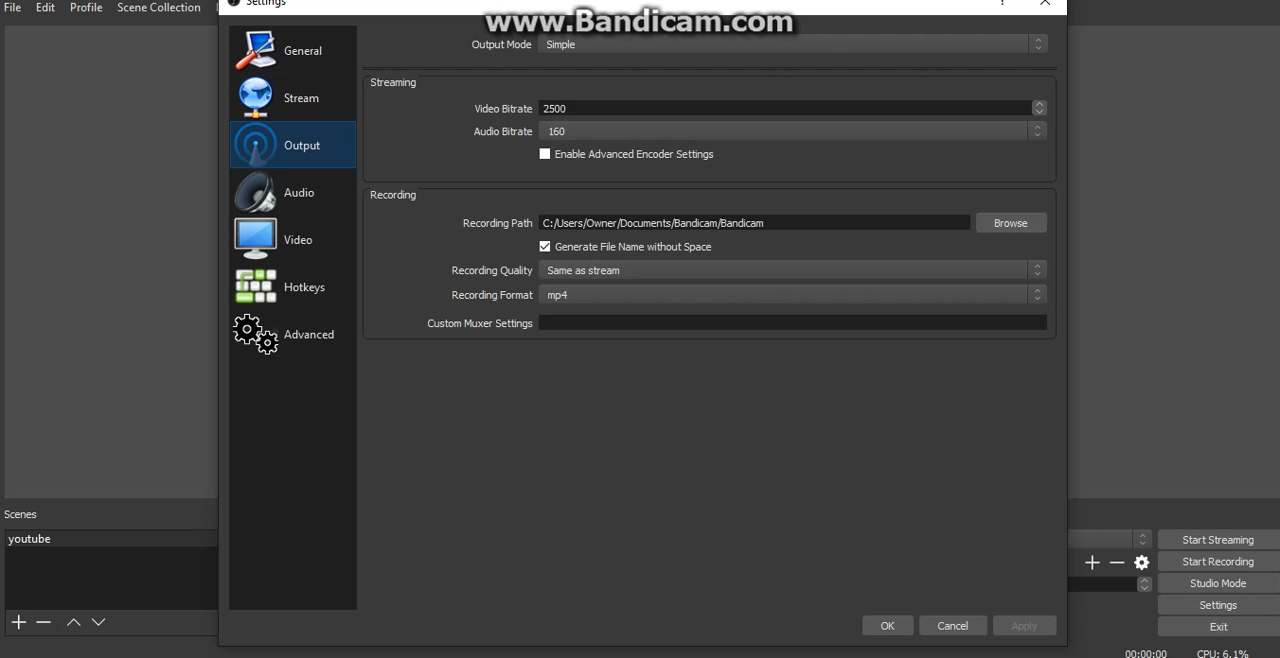 File Edit Profile Scene Collection
Settings
www.Bandicam.com
General
Stream
Output
Audio
Video
Hotkeys
Advanced
Output Mode Simple
Streaming
Video Bitrate 2500
Audio Bitrate 160
Enable Advanced Encoder Settings
Recording
Recording Path C:/Users/Owner/Documents/Bandicam/Bandicam Browse
Generate File Name without Space
Recording Quality Same as stream
Recording Format mp4
Custom Muxer Settings
OK Cancel Apply
Scenes
youtube
Start Streaming
Start Recording
Studio Mode
Settings
Exit
00:00:00 CPU: 6.1%